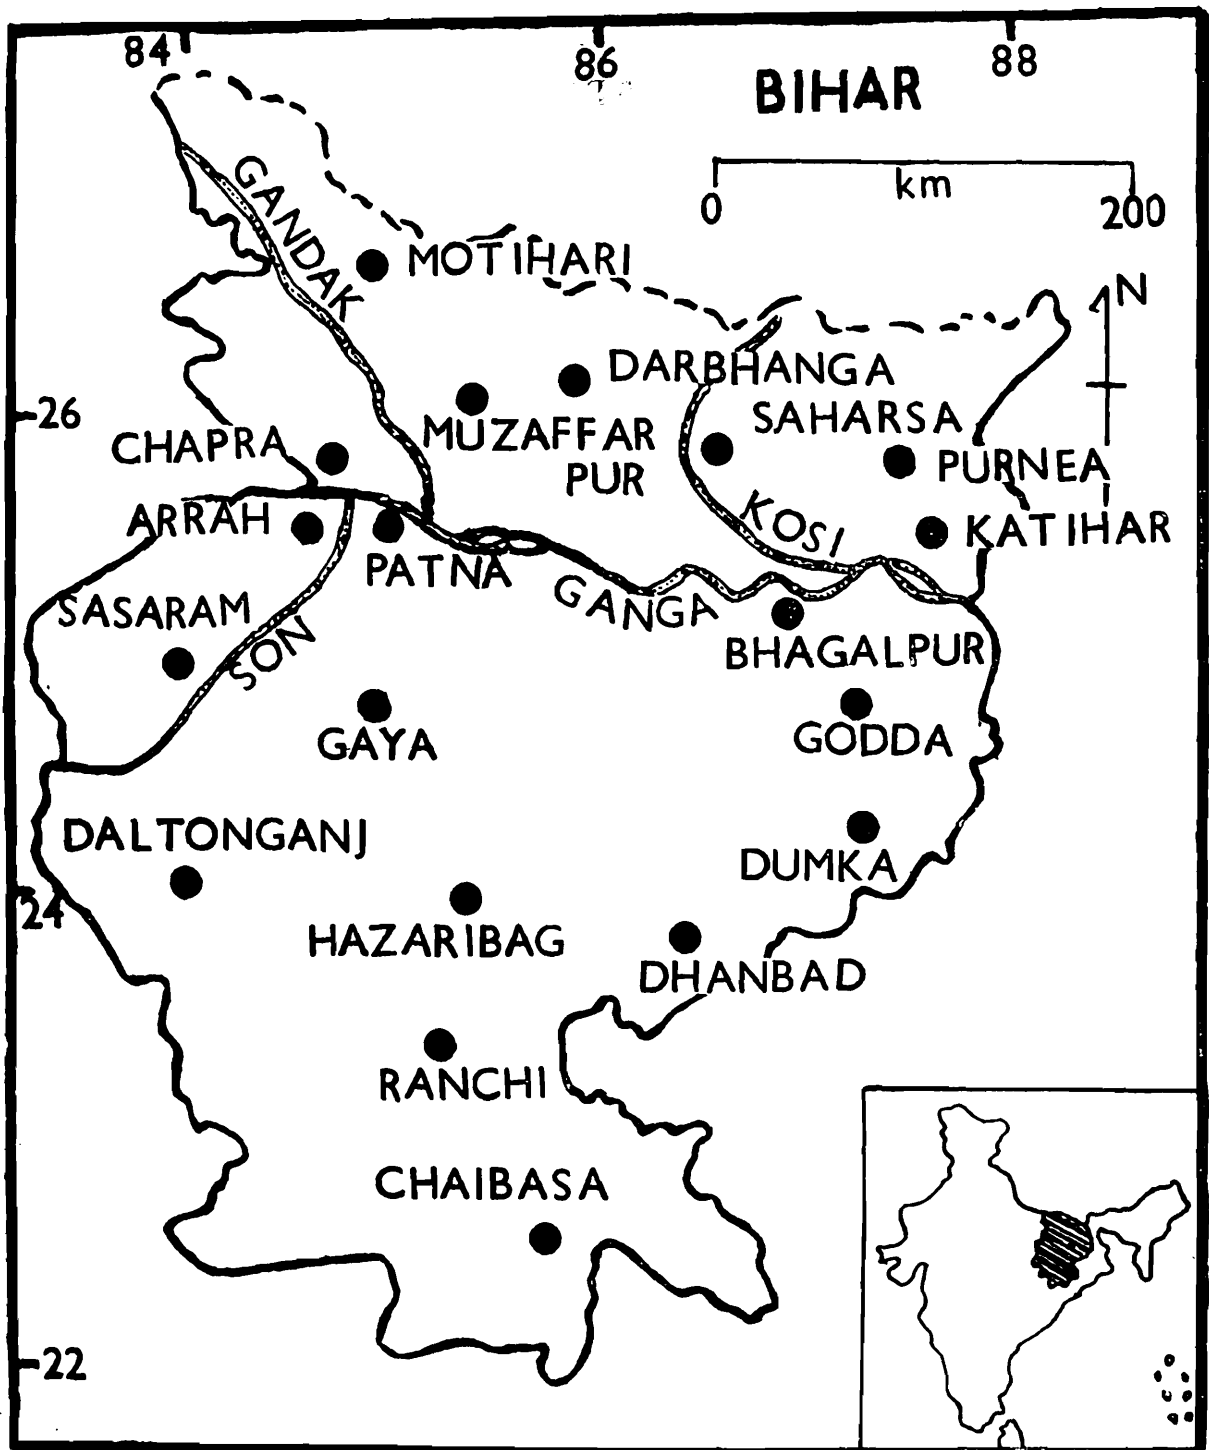 84
86
88
BIHAR
km
0
200
GANDAK
MOTIHARI
N
DARBHANGA
26
SAHARSA
CHAPRA
MUZAFFAR
PUR
PURNEA
KOSI
ARRAH
KATIHAR
PATNA
GANGA
SASARAM
SON
BHAGALPUR
GAYA
GODDA
DALTONGANJ
DUMKA
24
HAZARIBAG
DHANBAD
RANCHI
CHAIBASA
22